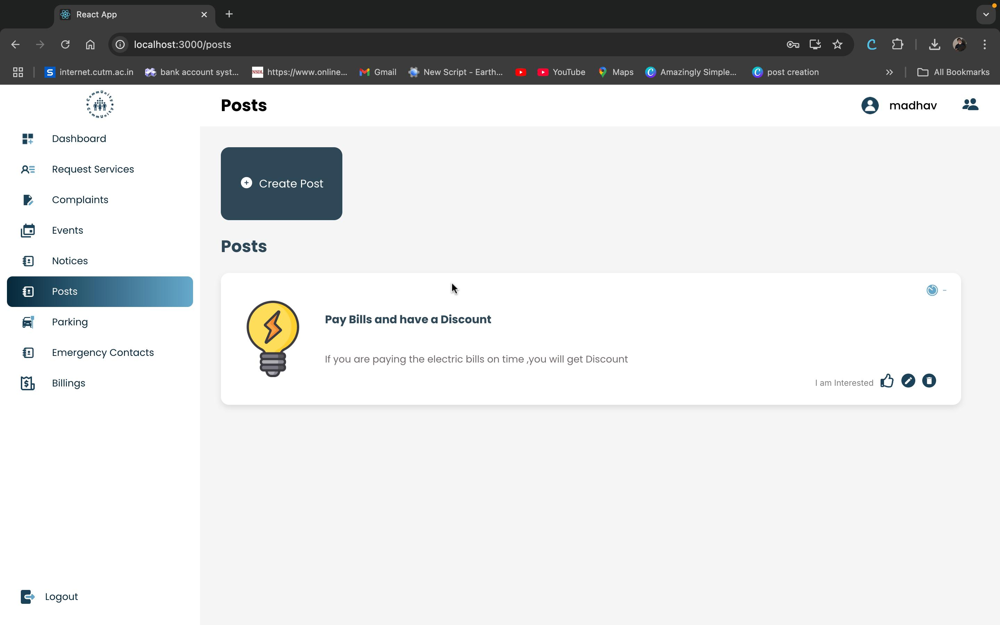 React App
localhost:3000/posts
internet.cutm.ac.in
bank account syst...
NSDL
https://www.online...
Gmail
New Script - Earth...
YouTube
Maps
Amazingly Simple...
post creation
All Bookmarks
CommUnity CommUnity
Posts
madhav
Dashboard
Request Services
Complaints
Events
Notices
Posts
Parking
Emergency Contacts
Billings
Logout
Create Post
Posts
-
Pay Bills and have a Discount
If you are paying the electric bills on time ,you will get Discount
I am Interested